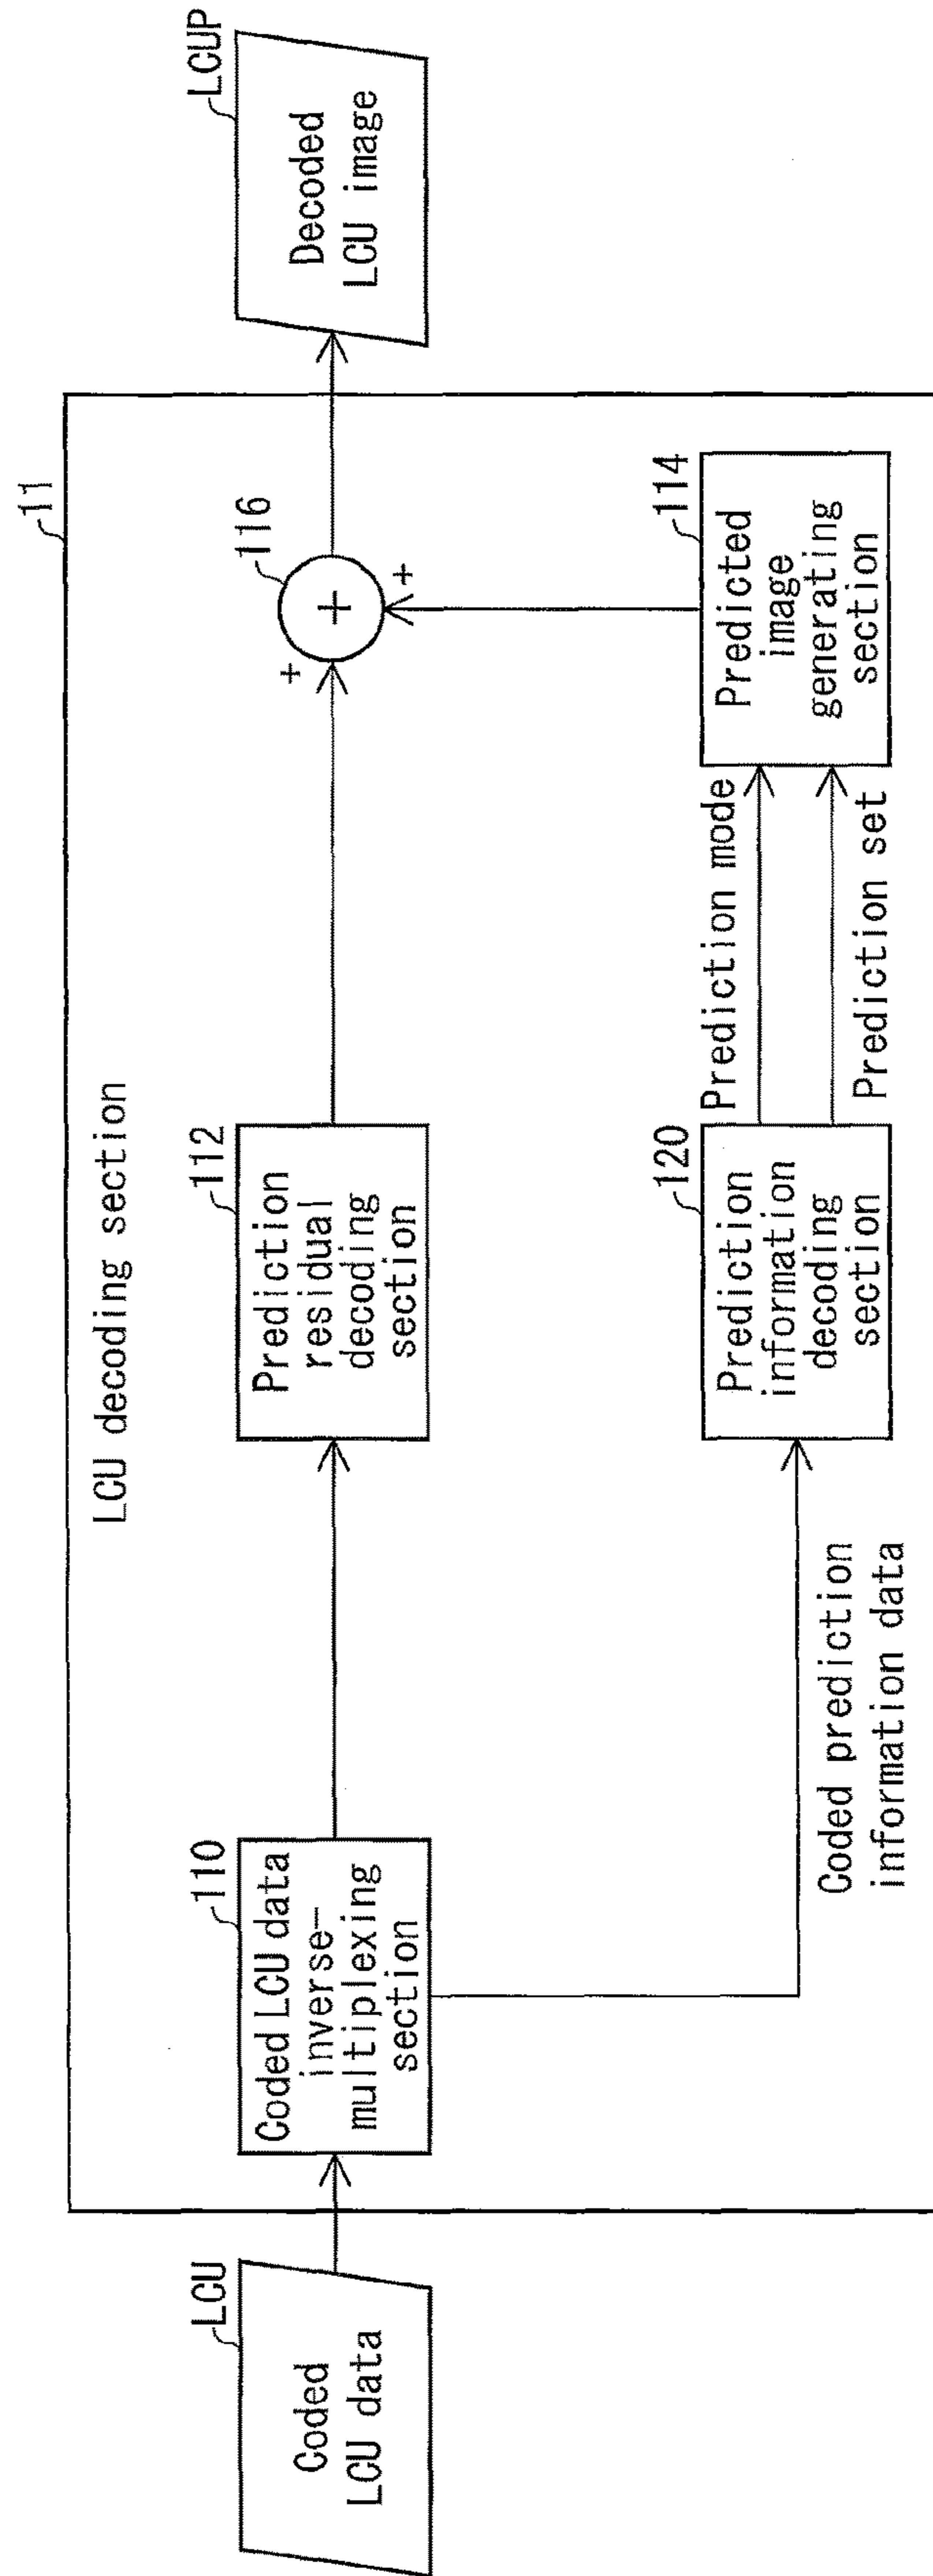 11
LCU decoding section
LCU
Coded
LCU data
110
Coded LCU data
inverse-
multiplexing
section
112
Prediction
residual
decoding
section
116
+
+
+
LCUP
Decoded
LCU image
Coded prediction
information data
120
Prediction
information
decoding
section
Prediction mode
Prediction set
114
Predicted
image
generating
section